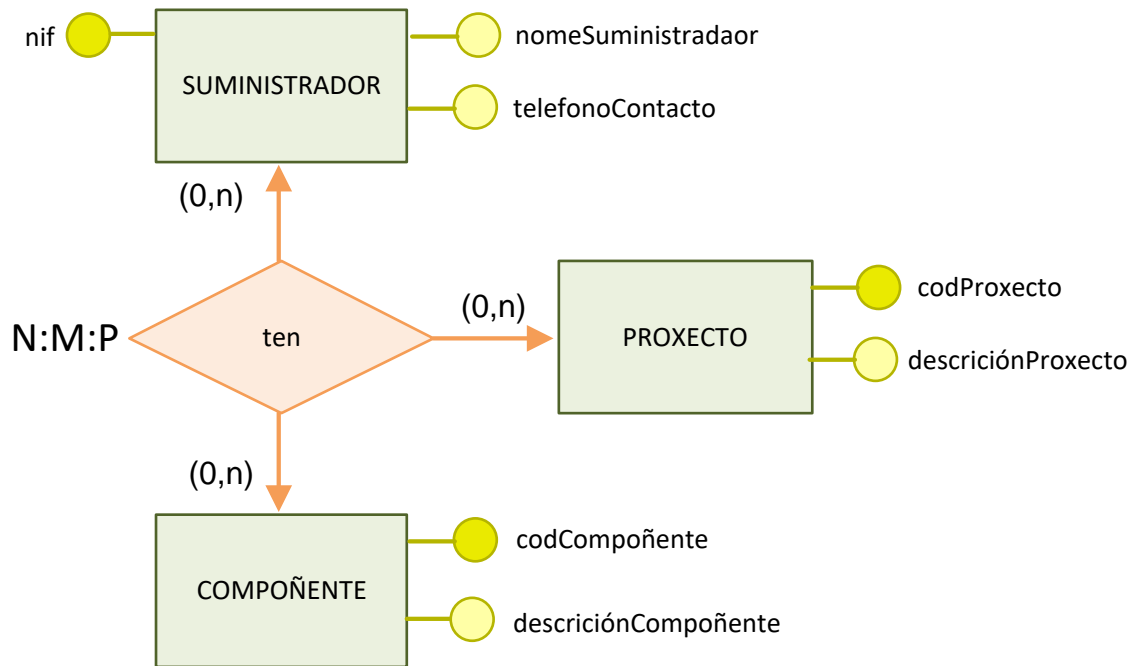 nif
nomeSuministradaor
SUMINISTRADOR
telefonoContacto
(0,n)
codProxecto
(0,n)
N:M:P
ten
PROXECTO
descriciónProxecto
(0,n)
codCompoñente
COMPOÑENTE
descriciónCompoñente